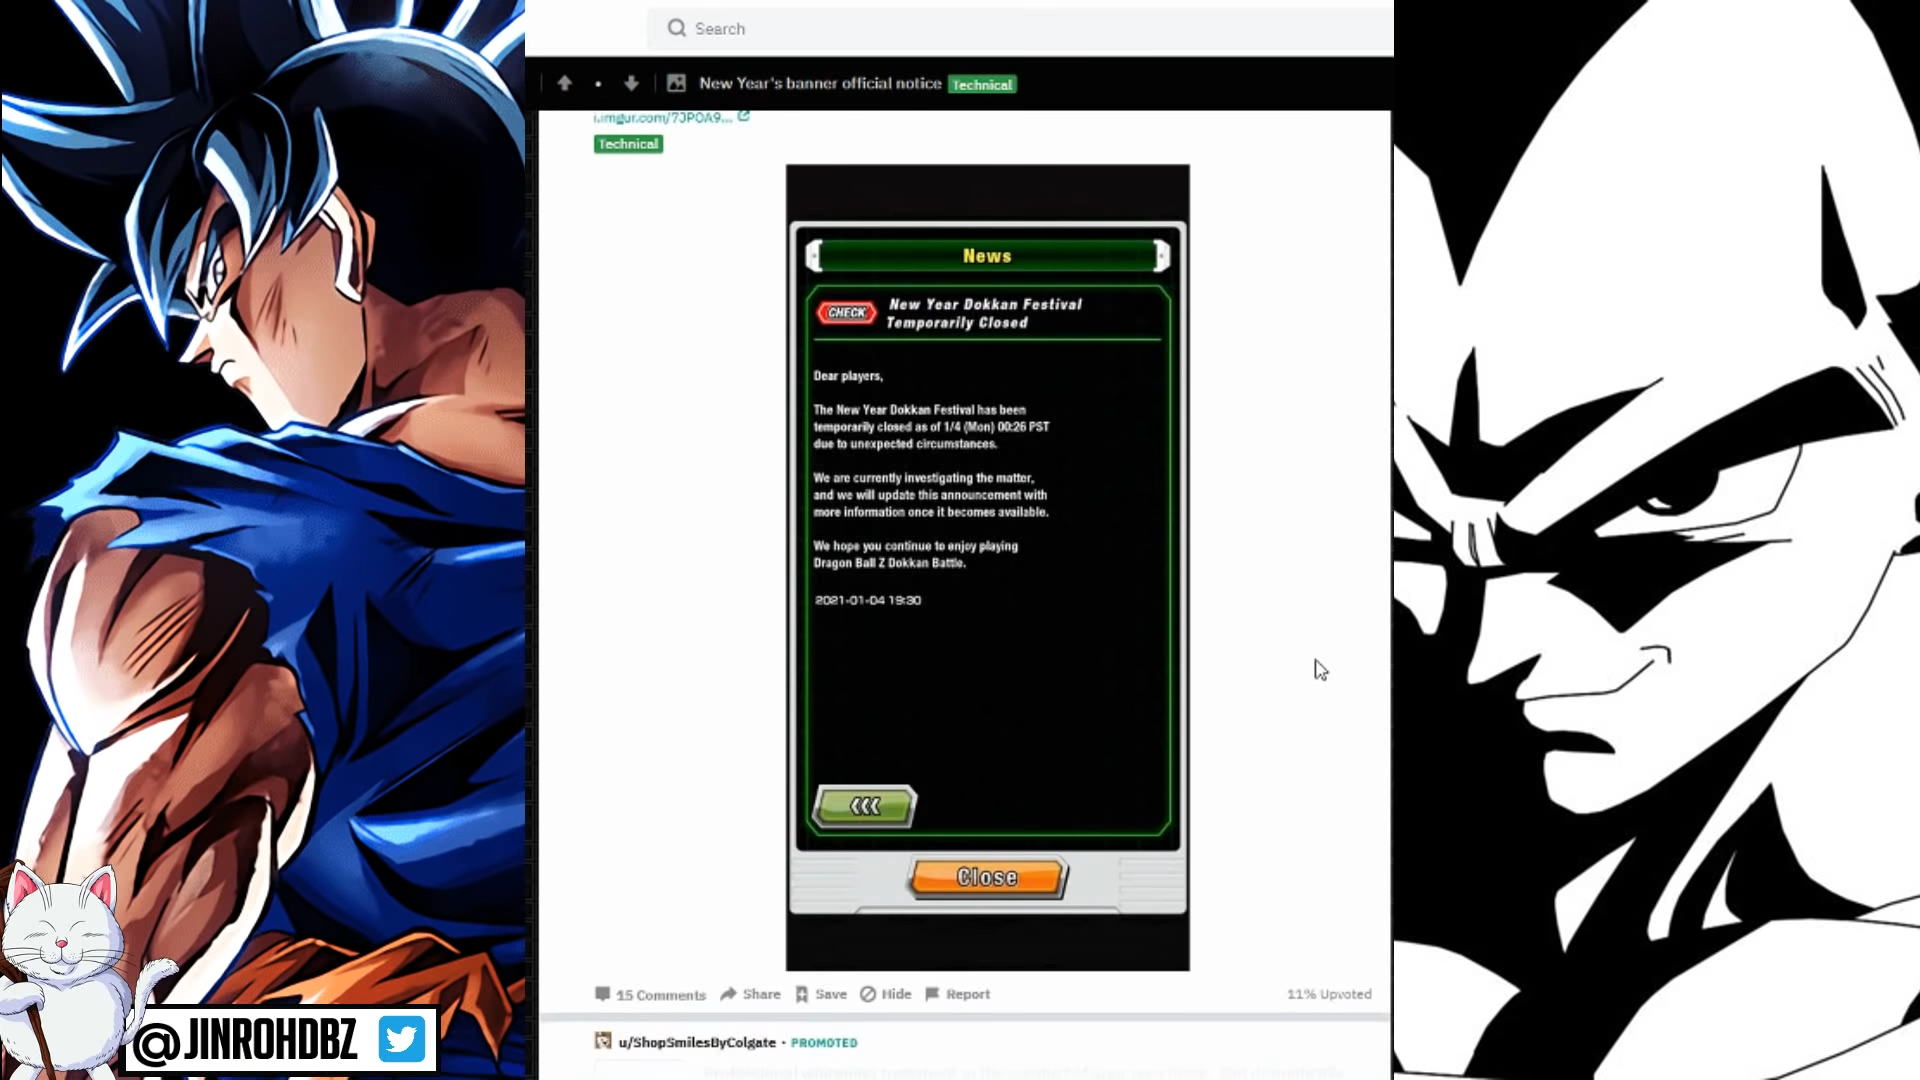 Search
New Year's banner official notice Technical
i.imgur.com/7JPOA9...
Technical
News
CHECK
New Year Dokkan Festival
Temporarily Closed
Dear players,
The New Year Dokkan Festival has been
temporarily closed as of 1/4 (Mon) 00:26 PST
due to unexpected circumstances.
We are currently investigating the matter,
and we will update this announcement with
more information once it becomes available.
We hope you continue to enjoy playing
Dragon Ball Z Dokkan Battle.
2021-01-04 19:30
Close
15 Comments Share Save Hide Report 11% Upvoted
u/ShopSmilesByColgate • PROMOTED
@JINROHDBZ